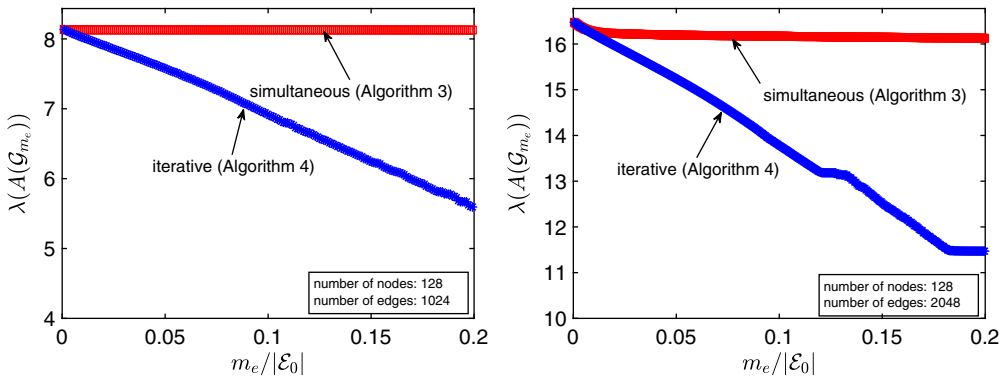 8
7
6
5
4
λ(A(𝒢_{m_e}))
simultaneous (Algorithm 3)
iterative (Algorithm 4)
number of nodes: 128
number of edges: 1024
0 0.05 0.1 0.15 0.2
m_e/|ℰ_0|
16
15
14
13
12
11
10
λ(A(𝒢_{m_e}))
simultaneous (Algorithm 3)
iterative (Algorithm 4)
number of nodes: 128
number of edges: 2048
0 0.05 0.1 0.15 0.2
m_e/|ℰ_0|